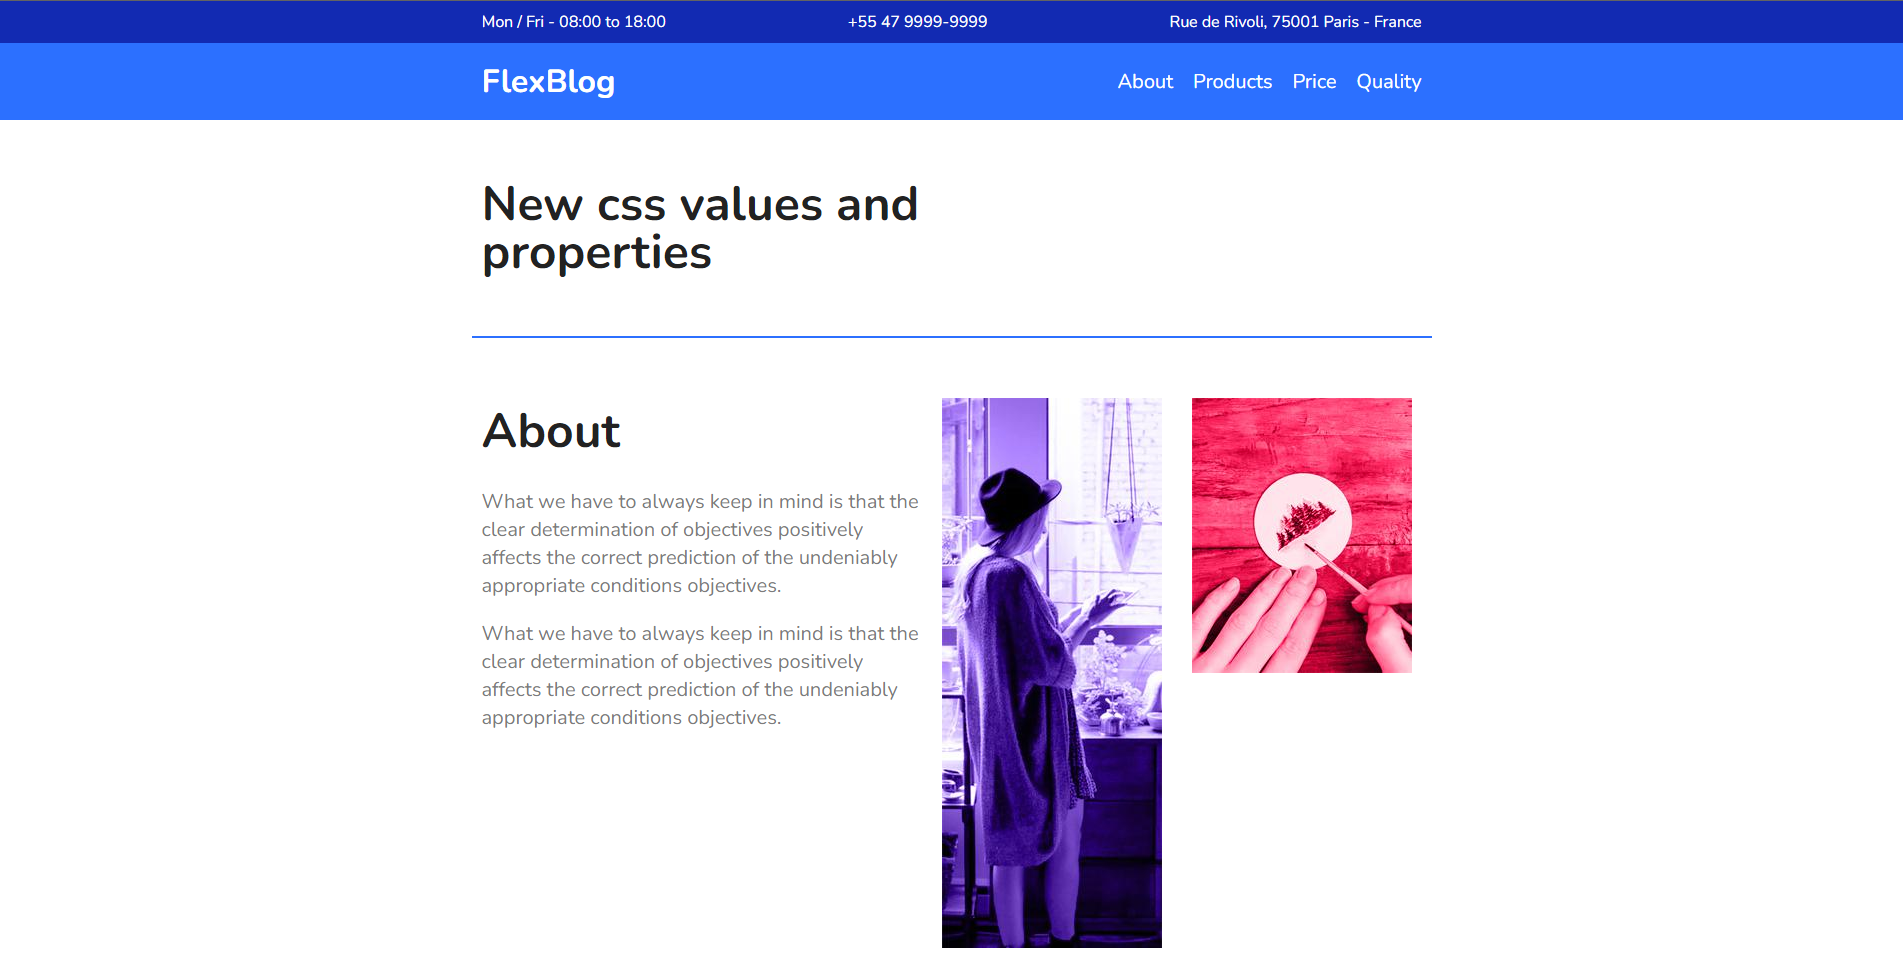 Mon / Fri - 08:00 to 18:00
+55 47 9999-9999
Rue de Rivoli, 75001 Paris - France
FlexBlog
About
Products
Price
Quality
New css values and
properties
About
What we have to always keep in mind is that the
clear determination of objectives positively
affects the correct prediction of the undeniably
appropriate conditions objectives.
What we have to always keep in mind is that the
clear determination of objectives positively
affects the correct prediction of the undeniably
appropriate conditions objectives.